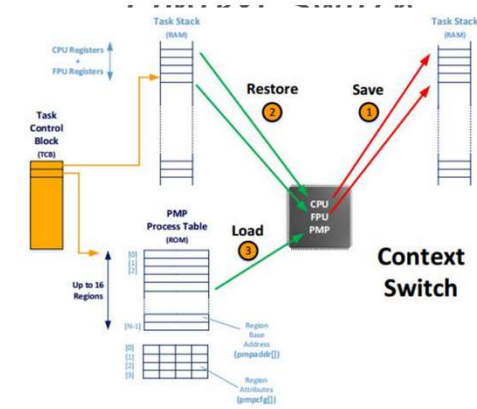 Task Stack
(RAM)
Task Stack
(RAM)
CPU Registers
+
FPU Registers
Restore
2
Save
1
Task
Control
Block
(TCB)
CPU
FPU
PMP
PMP
Process Table
(ROM)
Load
3
[0]
[1]
[2]
Up to 16
Regions
[N-1]
Context
Switch
Region
Base
Address
(pmpaddr[])
[0]
[1]
[2]
[3]
Region
Attributes
(pmpcfg[])